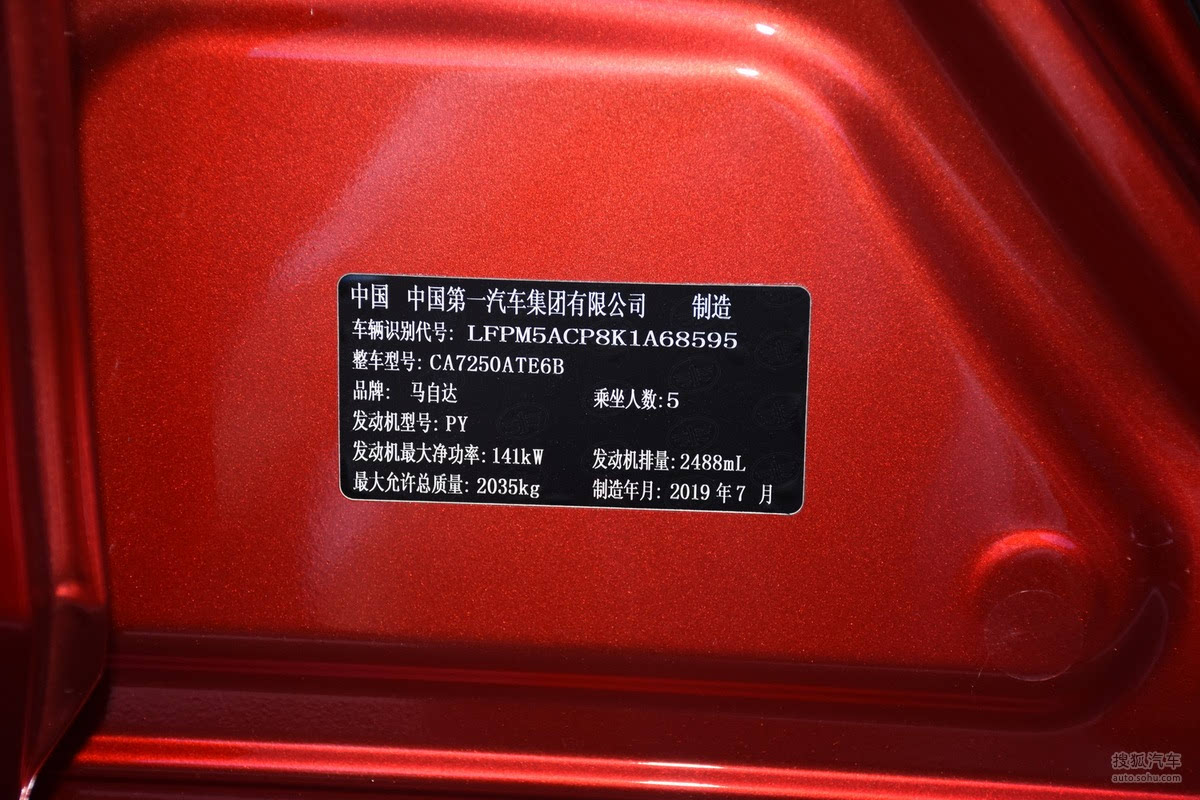 中国 中国第一汽车集团有限公司 制造
车辆识别代号: LFPM5ACP8K1A68595
整车型号: CA7250ATE6B
品牌: 马自达 乘坐人数:5
发动机型号: PY
发动机最大净功率: 141kW 发动机排量: 2488mL
最大允许总质量: 2035kg 制造年月: 2019 年 7 月
搜狐汽车
auto.sohu.com